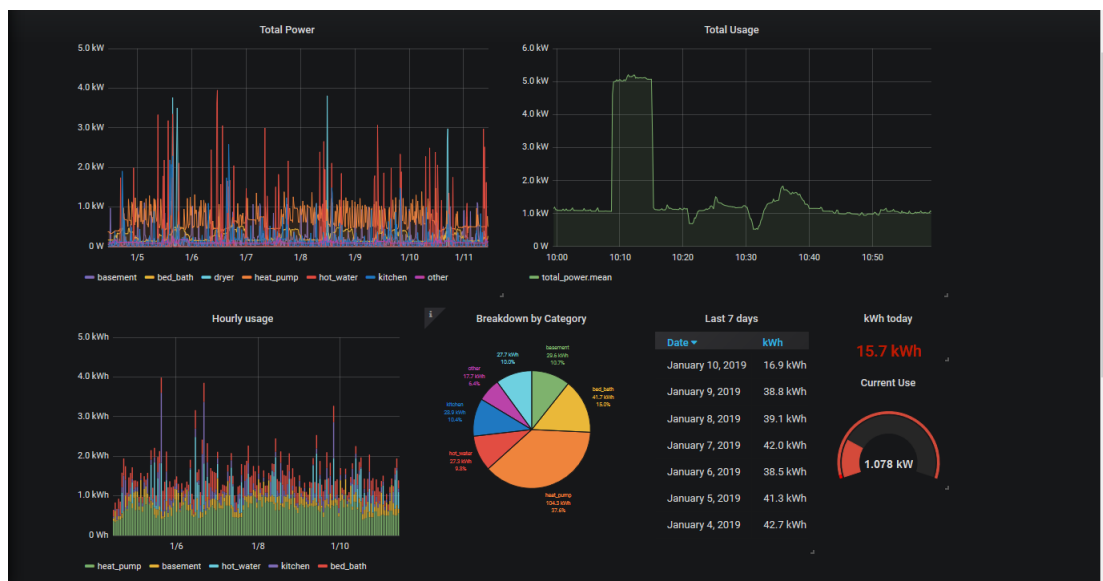 Total Power
5.0 kW
4.0 kW
3.0 kW
2.0 kW
1.0 kW
0 W
1/5 1/6 1/7 1/8 1/9 1/10 1/11
basement bed_bath dryer heat_pump hot_water kitchen other
Total Usage
6.0 kW
5.0 kW
4.0 kW
3.0 kW
2.0 kW
1.0 kW
0 W
10:00 10:10 10:20 10:30 10:40 10:50
total_power.mean
Hourly usage
5.0 kWh
4.0 kWh
3.0 kWh
2.0 kWh
1.0 kWh
0 Wh
1/6 1/8 1/10
heat_pump basement hot_water kitchen bed_bath
i
Breakdown by Category
basement
10.7%
bed_bath
41.7 kWh
15.0%
heat_pump
104.3 kWh
37.6%
hot_water
27.3 kWh
kitchen
10.4%
other
17.7 kWh
6.4%
27.7 kWh
10.0%
Last 7 days
Date kWh
January 10, 2019 16.9 kWh
January 9, 2019 38.8 kWh
January 8, 2019 39.1 kWh
January 7, 2019 42.0 kWh
January 6, 2019 38.5 kWh
January 5, 2019 41.3 kWh
January 4, 2019 42.7 kWh
kWh today
15.7 kWh
Current Use
1.078 kW